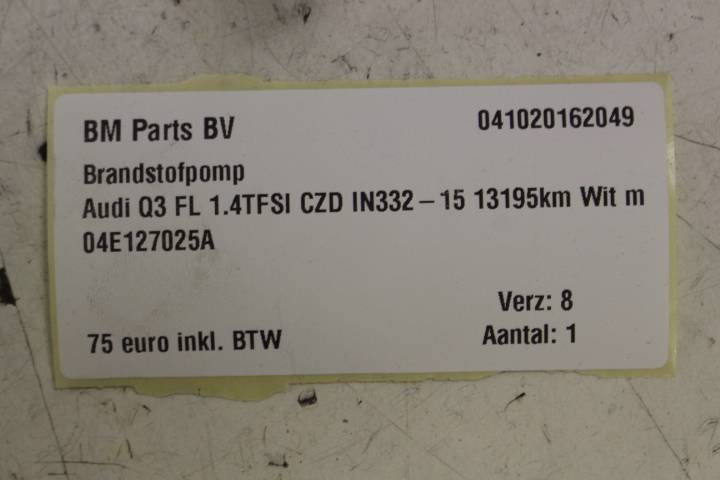 BM Parts BV 041020162049
Brandstofpomp
Audi Q3 FL 1.4TFSI CZD IN332-15 13195km Wit m
04E127025A
Verz: 8
75 euro inkl. BTW Aantal: 1